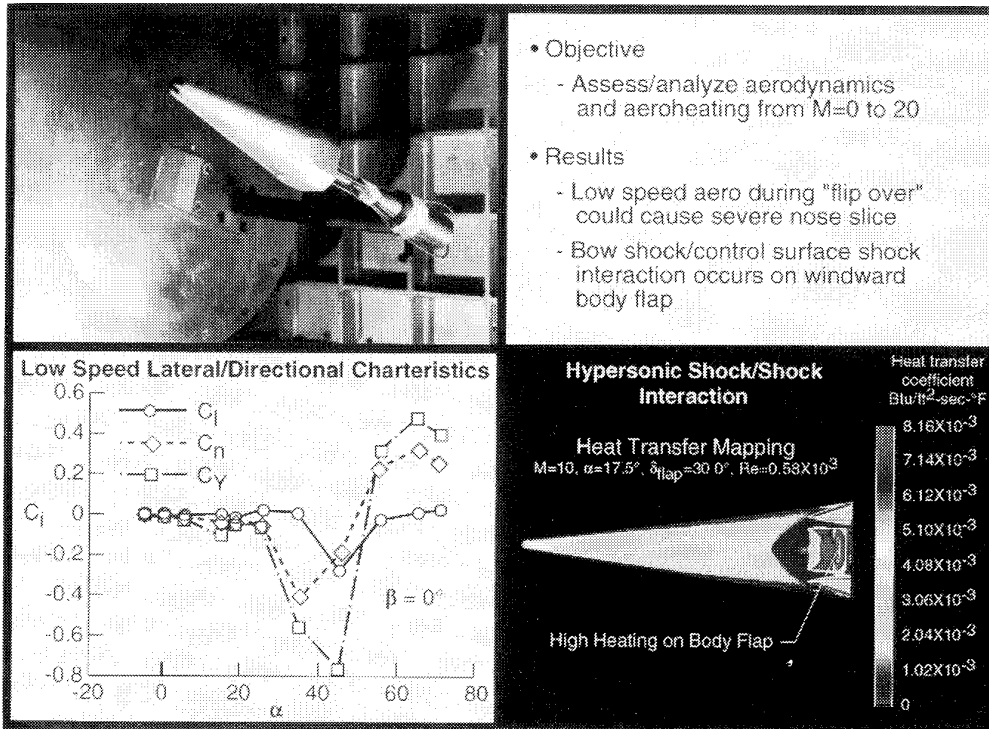 • Objective
- Assess/analyze aerodynamics
and aeroheating from M=0 to 20
• Results
- Low speed aero during "flip over"
could cause severe nose slice
- Bow shock/control surface shock
interaction occurs on windward
body flap
Low Speed Lateral/Directional Charteristics
0.6
0.4
0.2
0
-0.2
-0.4
-0.6
-0.8
C_i
C_l
C_n
C_Y
β = 0°
-20
0
20
40
60
80
α
Hypersonic Shock/Shock
Interaction
Heat Transfer Mapping
M=10, α=17.5°, δ_flap=30.0°, Re=0.58X10^3
High Heating on Body Flap
Heat transfer
coefficient
Btu/ft^2-sec-°F
8.16X10^-3
7.14X10^-3
6.12X10^-3
5.10X10^-3
4.08X10^-3
3.06X10^-3
2.04X10^-3
1.02X10^-3
0